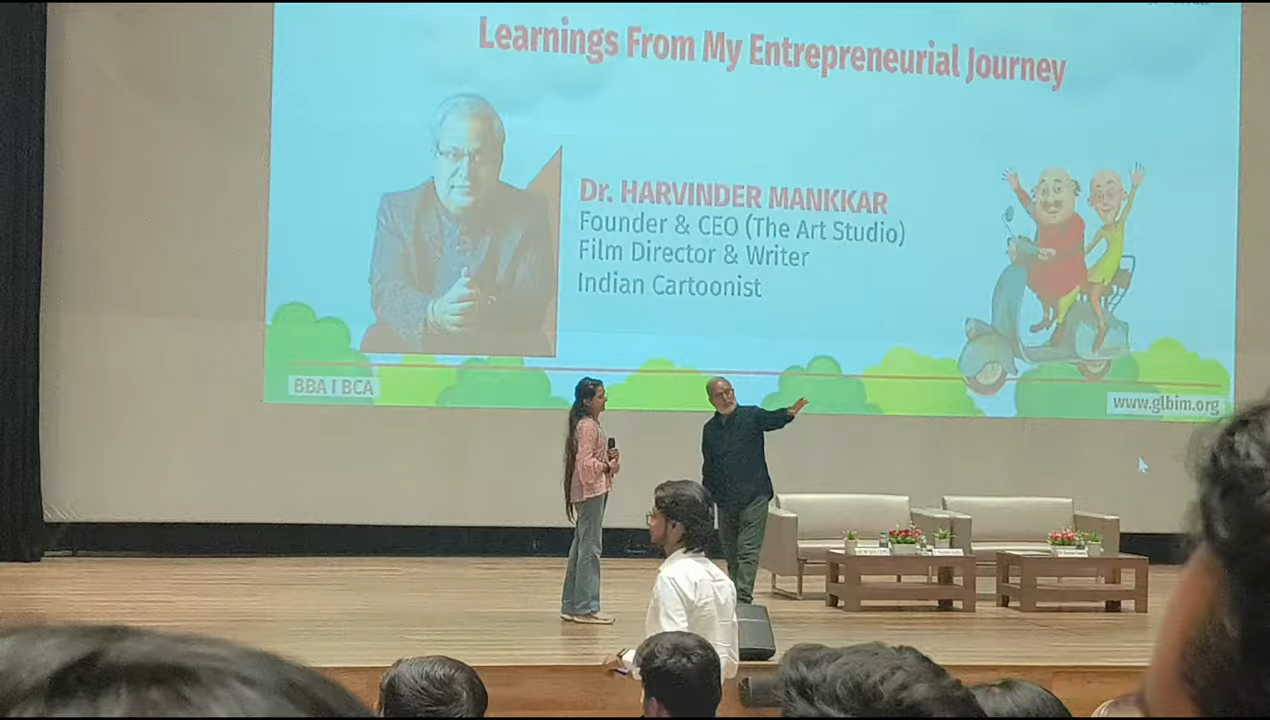 Learnings From My Entrepreneurial Journey
Dr. HARVINDER MANKKAR
Founder & CEO (The Art Studio)
Film Director & Writer
Indian Cartoonist
BBA | BCA
www.glbim.org